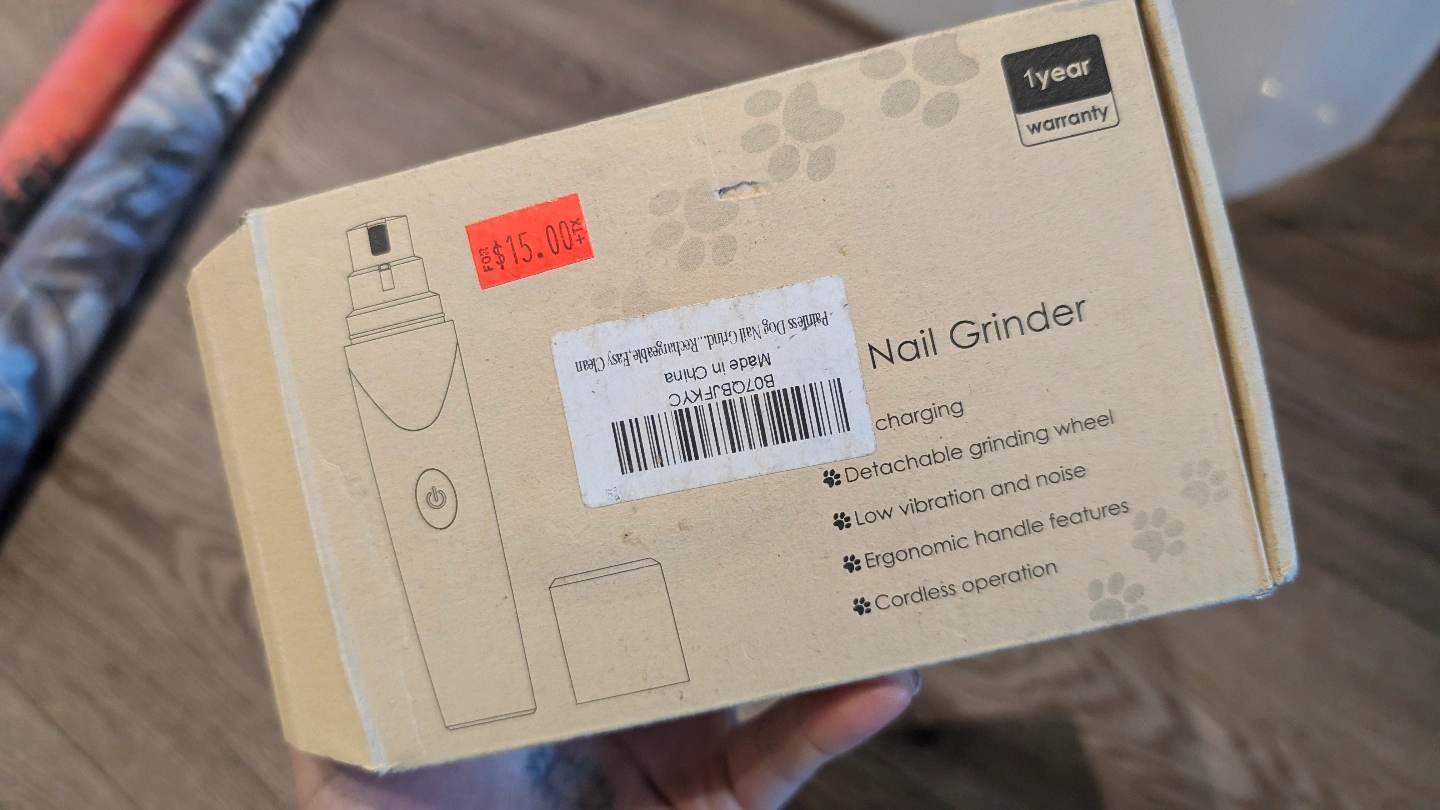 1year
warranty
FOR $15.00 +TX
Painless Dog Nail Grind...Rechargeable,Easy Clean
Made in China
B07QBJFKYC
Nail Grinder
charging
Detachable grinding wheel
Low vibration and noise
Ergonomic handle features
Cordless operation